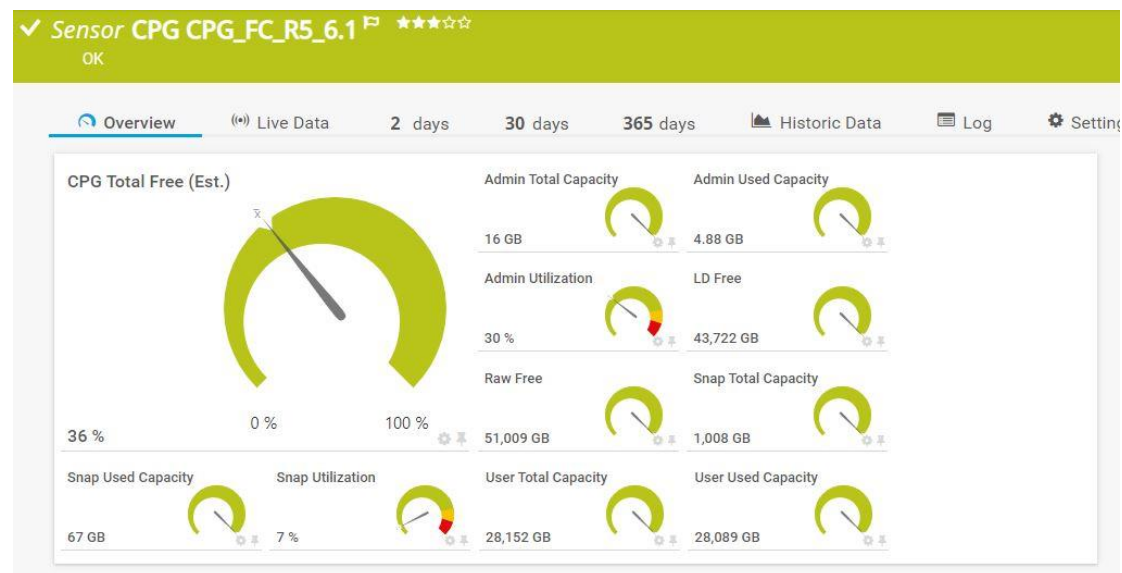 Sensor CPG CPG_FC_R5_6.1
OK
Overview
Live Data
2 days
30 days
365 days
Historic Data
Log
Setting
CPG Total Free (Est.)
x̄
0 %
100 %
36 %
Admin Total Capacity
16 GB
Admin Used Capacity
4.88 GB
Admin Utilization
30 %
LD Free
43,722 GB
Raw Free
51,009 GB
Snap Total Capacity
1,008 GB
Snap Used Capacity
67 GB
Snap Utilization
7 %
User Total Capacity
28,152 GB
User Used Capacity
28,089 GB